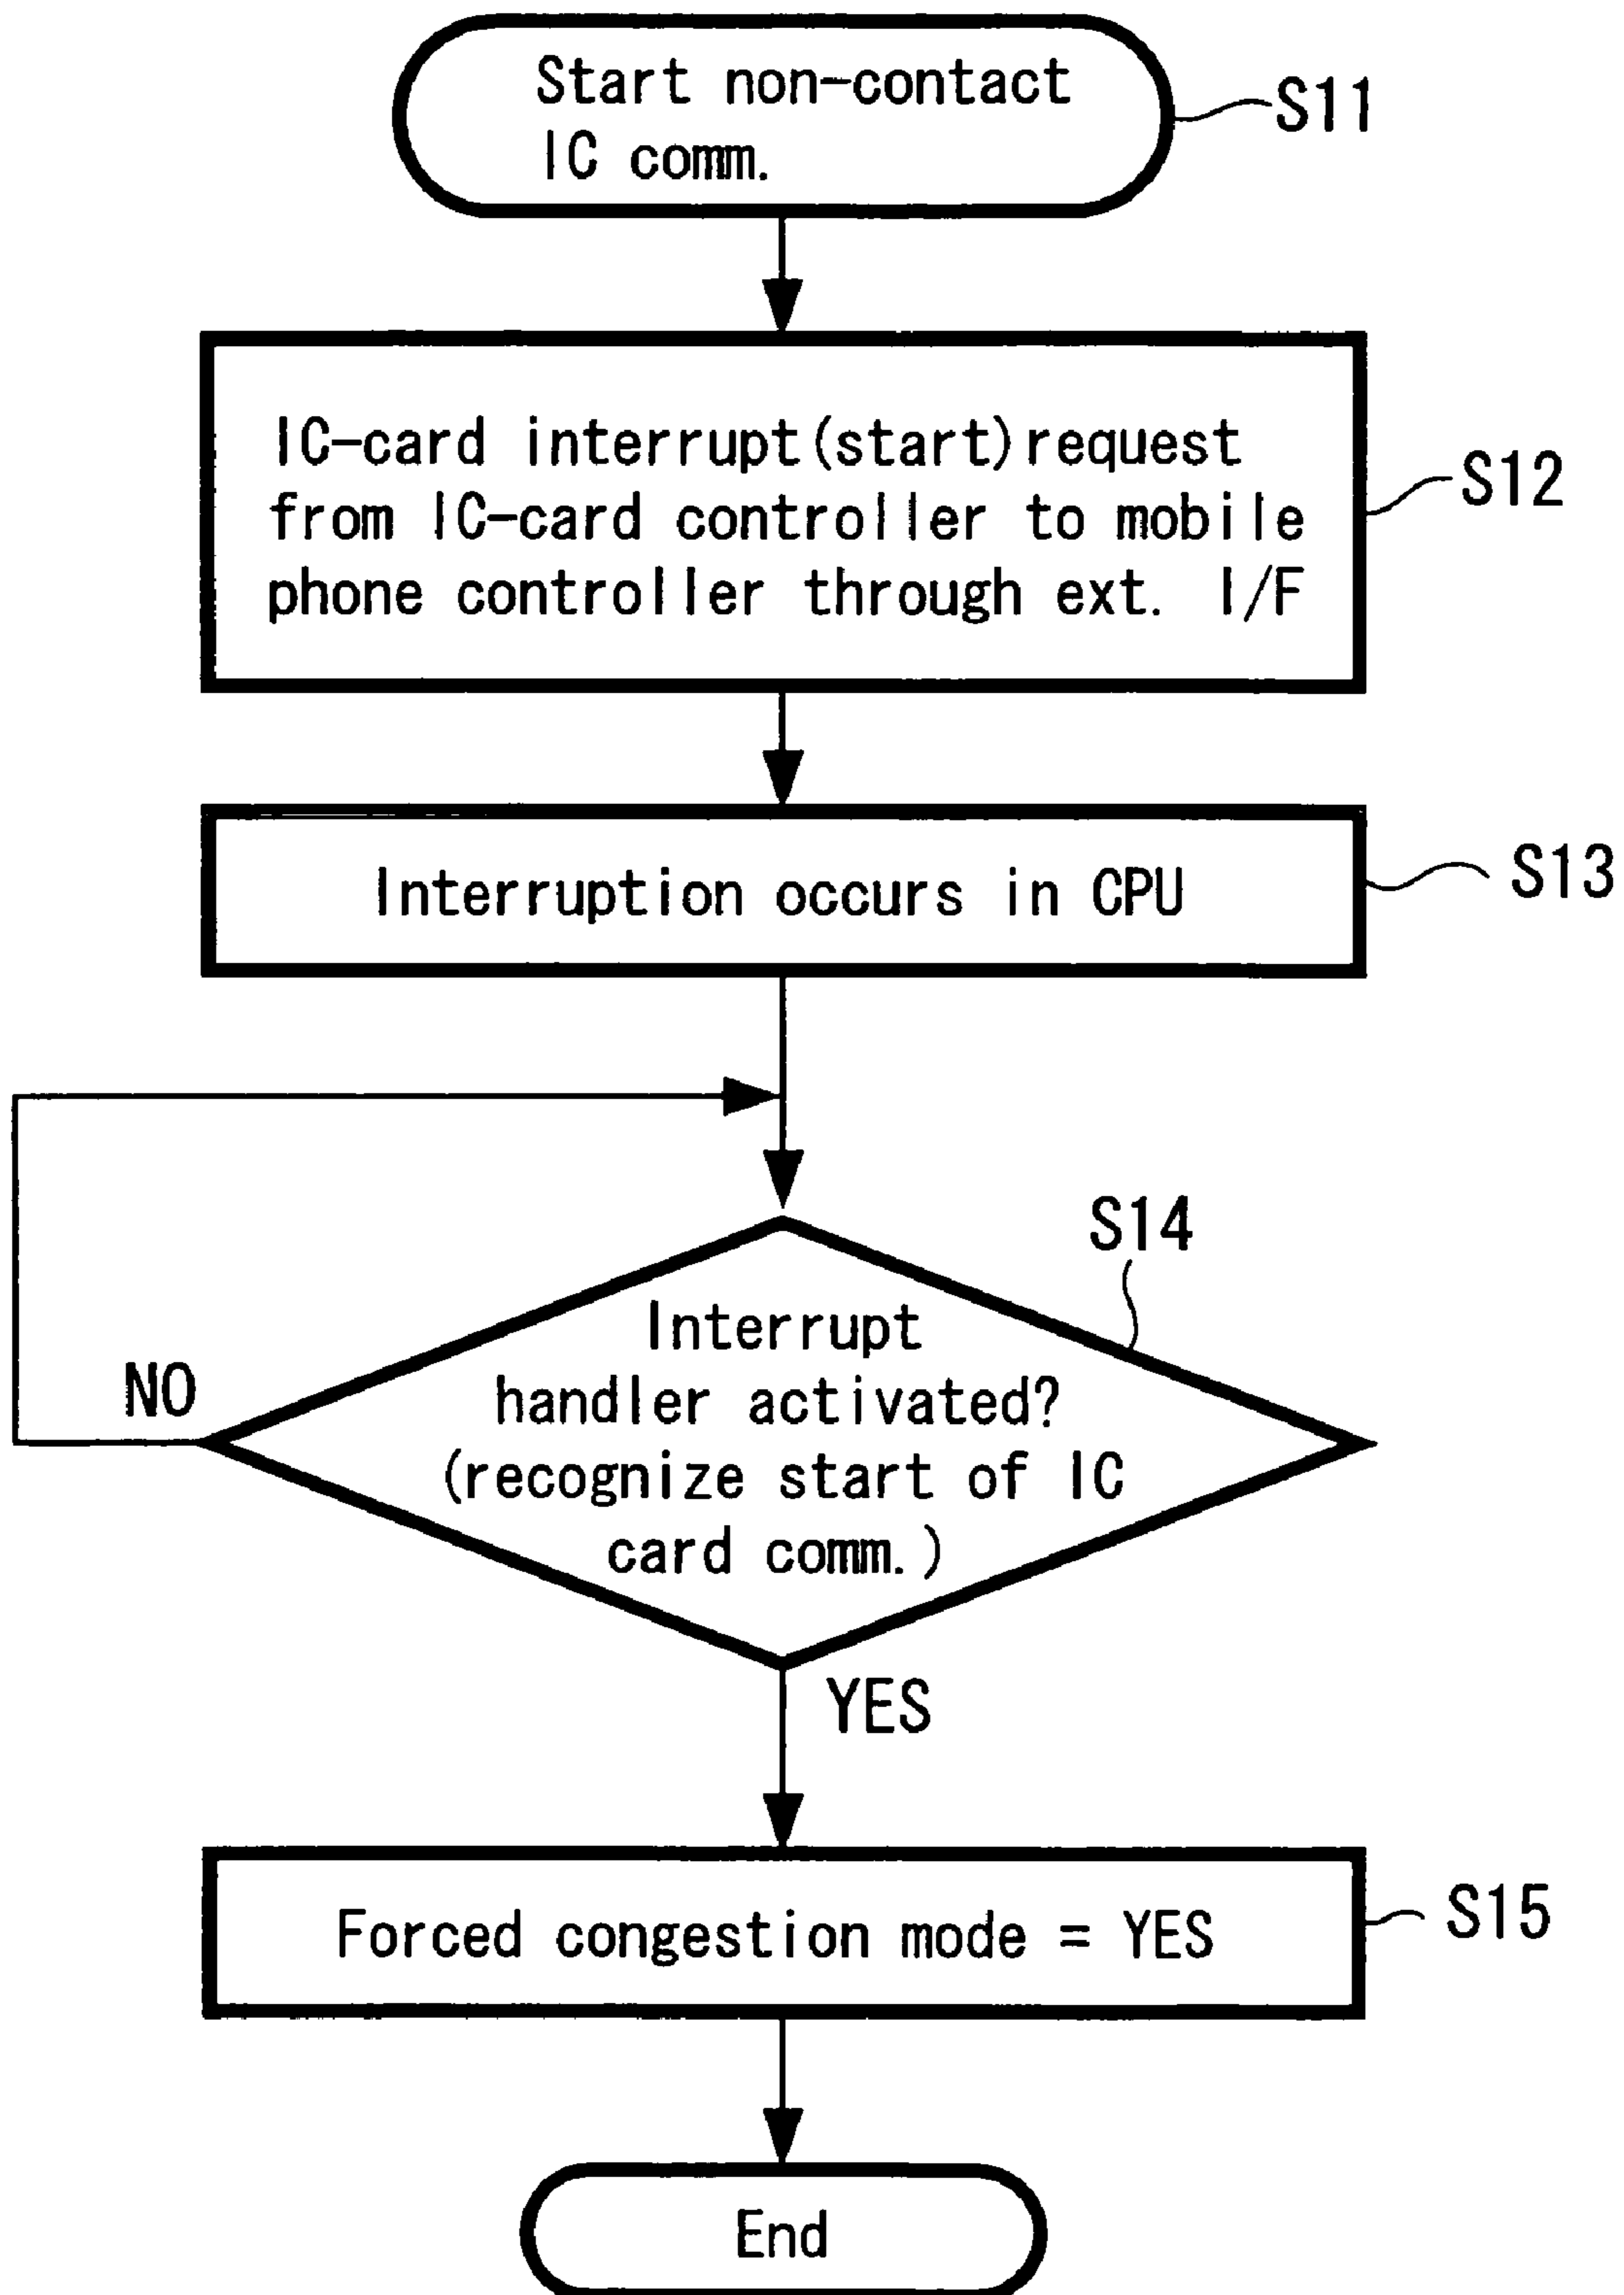 Start non-contact
IC comm.
S11
IC-card interrupt(start)request
from IC-card controller to mobile
phone controller through ext. I/F
S12
Interruption occurs in CPU
S13
S14
Interrupt
handler activated?
(recognize start of IC
card comm.)
NO
YES
Forced congestion mode = YES
S15
End